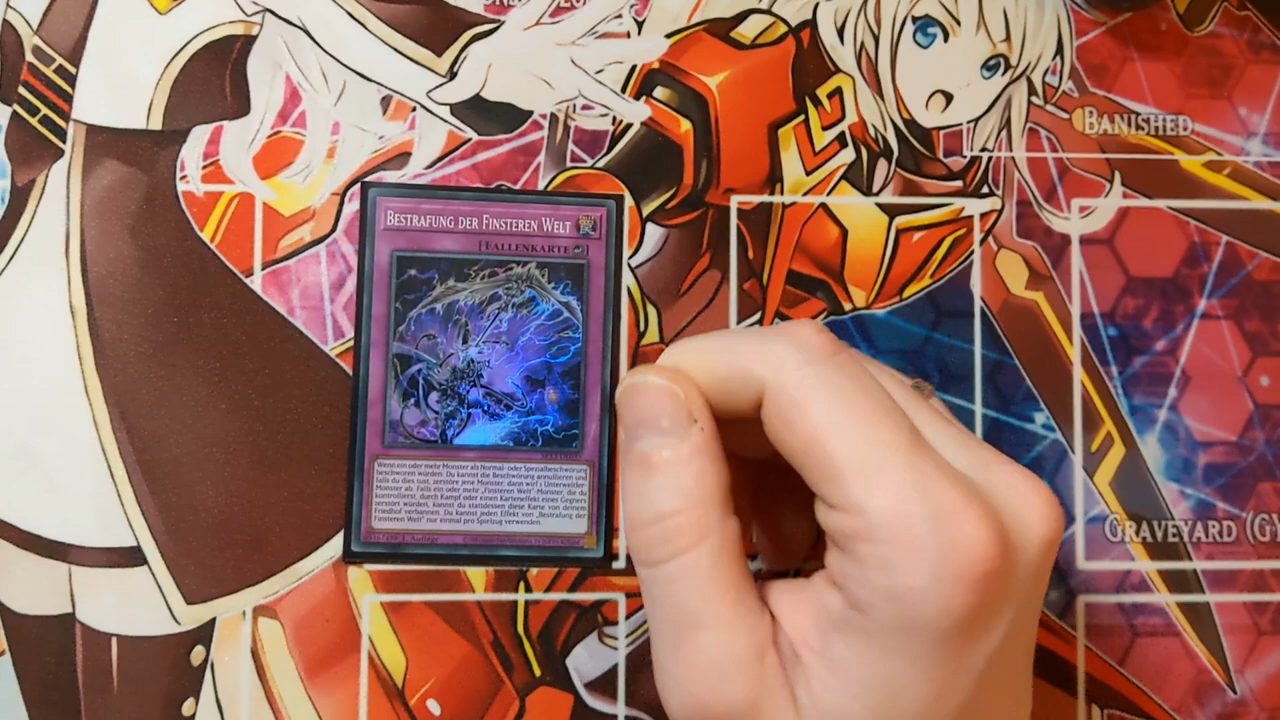 BANISHED
BESTRAFUNG DER FINSTEREN WELT
[FALLENKARTE]
Wenn ein oder mehr Monster als Normal- oder Spezialbeschwörung
beschworen würden: Du kannst die Beschwörung annullieren und
falls du dies tust, zerstöre jene Monster, dann wirf 1 Unterweltler-
Monster ab. Falls ein oder mehr „Finsteren Welt"-Monster, die du
kontrollierst, durch Kampf oder einen Karteneffekt eines Gegners
zerstört würden, kannst du stattdessen diese Karte von deinem
Friedhof verbannen. Du kannst jeden Effekt von „Bestrafung der
Finsteren Welt" nur einmal pro Spielzug verwenden.
1. Auflage
GRAVEYARD (GY